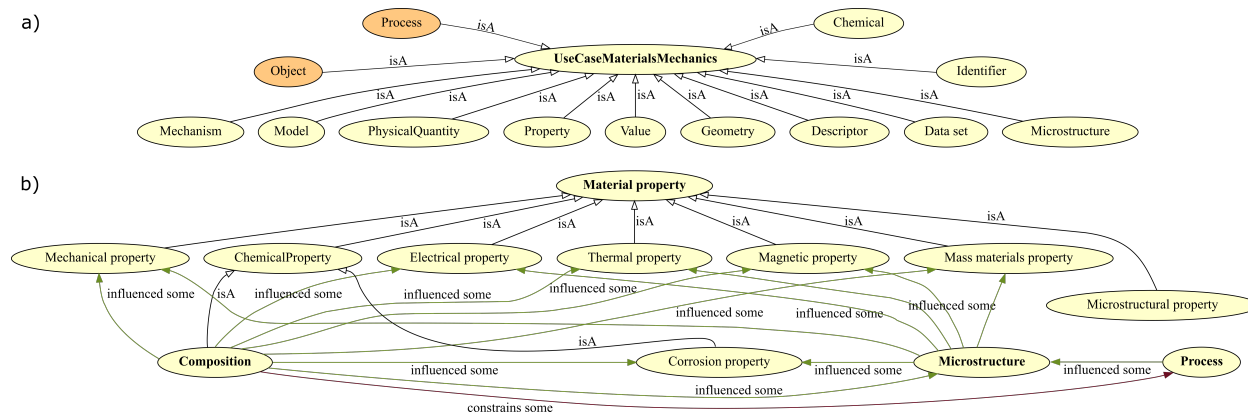 a)
Process
isA
isA
Chemical
Object
isA
UseCaseMaterialsMechanics
isA
Identifier
isA
isA
isA
isA
isA
isA
isA
isA
isA
Mechanism
Model
PhysicalQuantity
Property
Value
Geometry
Descriptor
Data set
Microstructure
b)
Material property
isA
isA
isA
isA
isA
isA
isA
Mechanical property
ChemicalProperty
Electrical property
Thermal property
Magnetic property
Mass materials property
influenced some
isA
influenced some
influenced some
influenced some
influenced some
influenced some
influenced some
Microstructural property
isA
Composition
influenced some
Corrosion property
influenced some
Microstructure
influenced some
Process
influenced some
influenced some
constrains some